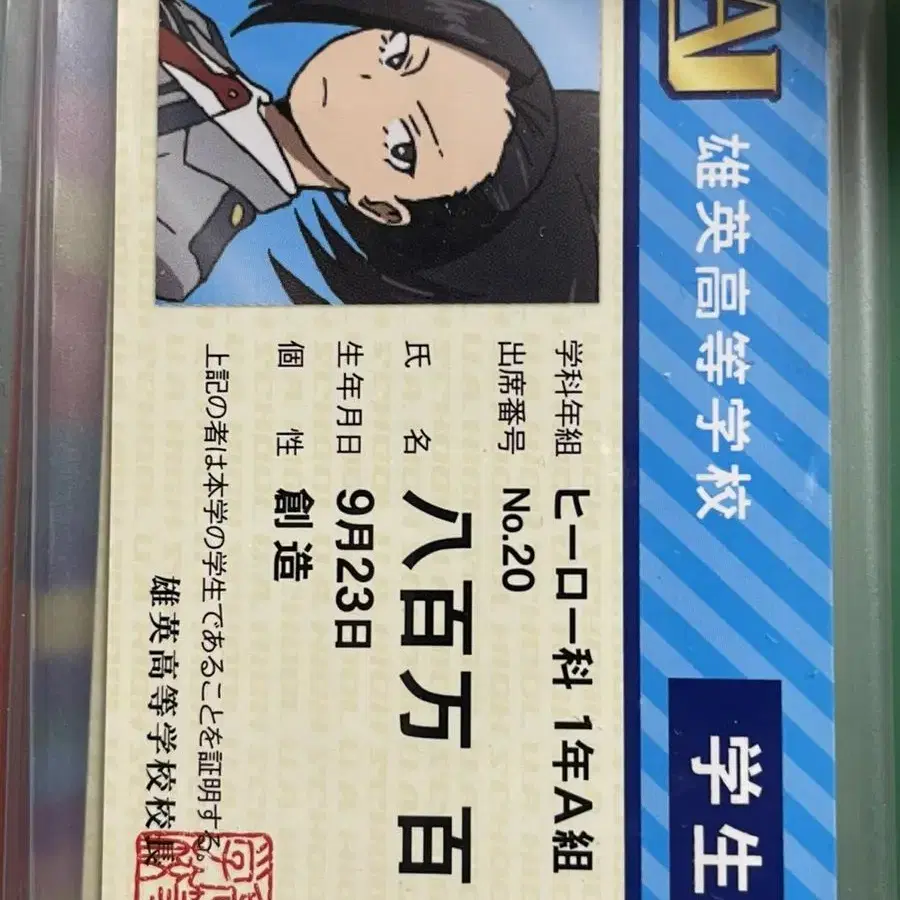 雄英高等学校
学生
学科年組 ヒーロー科 1年A組
出席番号 No.20
氏 名 八百万 百
生年月日 9月23日
個 性 創造
上記の者は本学の学生であることを証明する。
雄英高等学校校長